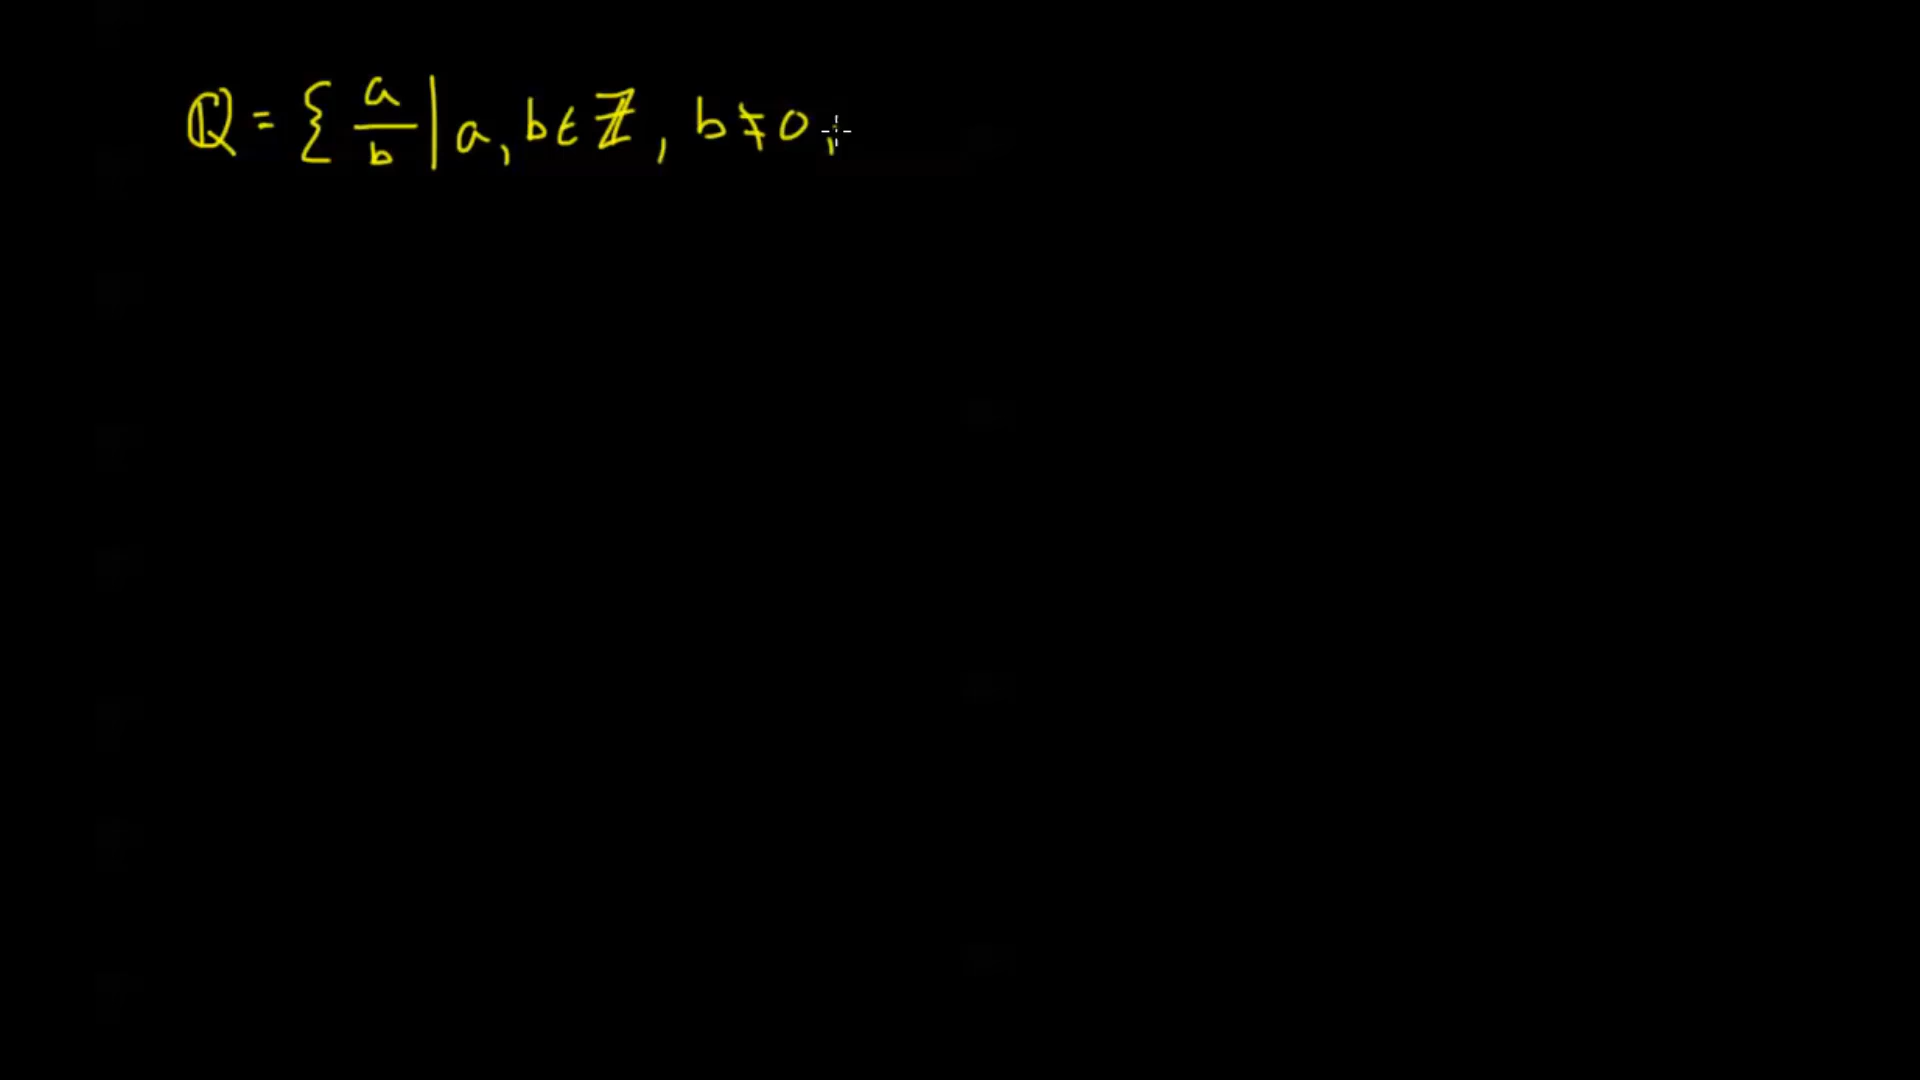 ℚ = { a/b | a, b ∈ ℤ, b ≠ 0,